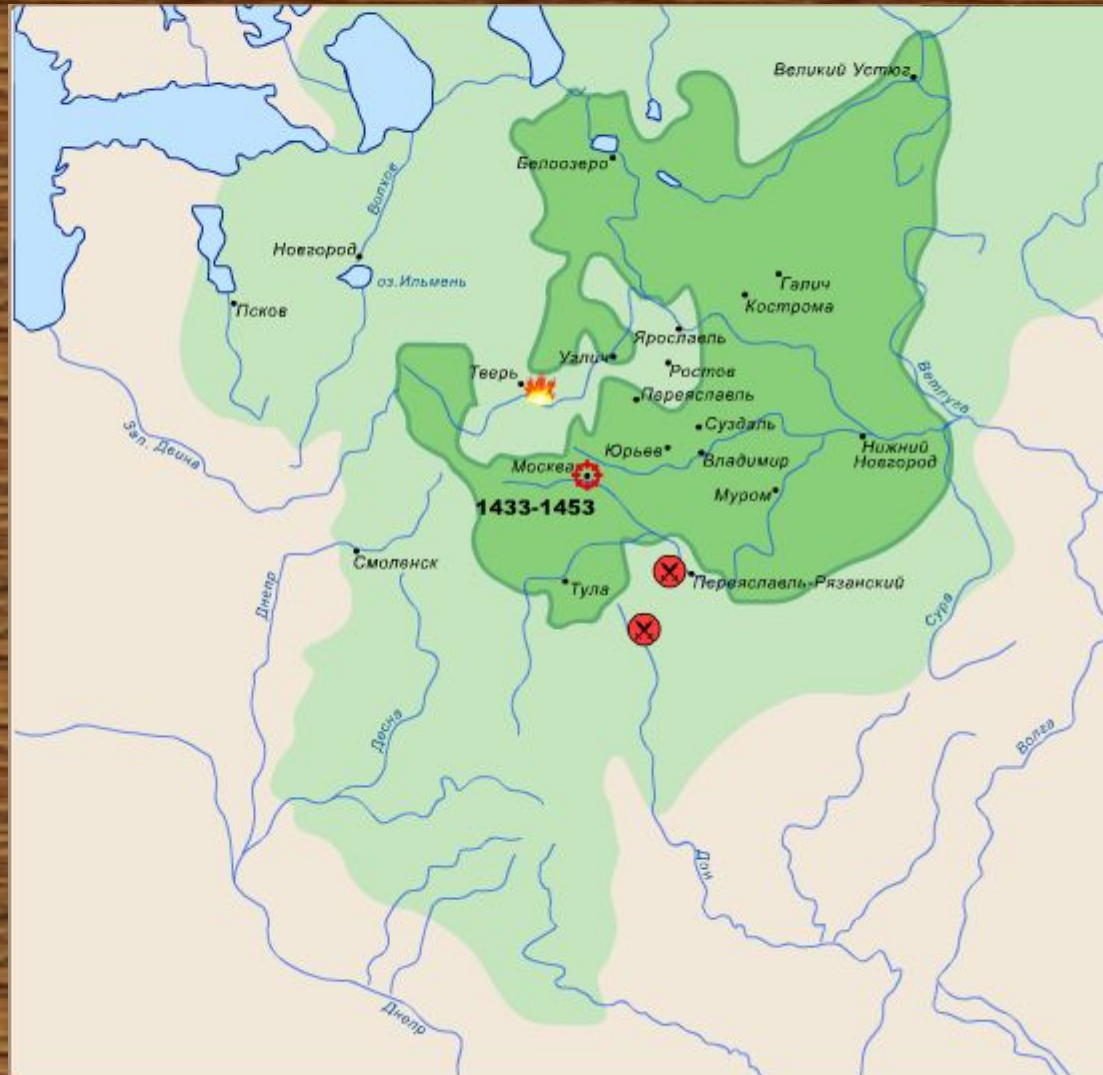 Великий Устюг
Белоозеро
Волхов
Новгород
оз.Ильмень
Псков
Галич
Кострома
Ярославль
Углич
Тверь
Ростов
Переяславль
Ветлуга
Суздаль
Зап. Двина
Юрьев
Владимир
Нижний
Новгород
Москва
Муром
1433-1453
Смоленск
Переяславль-Рязанский
Тула
Днепр
Сура
Десна
Волга
Дон
Днепр